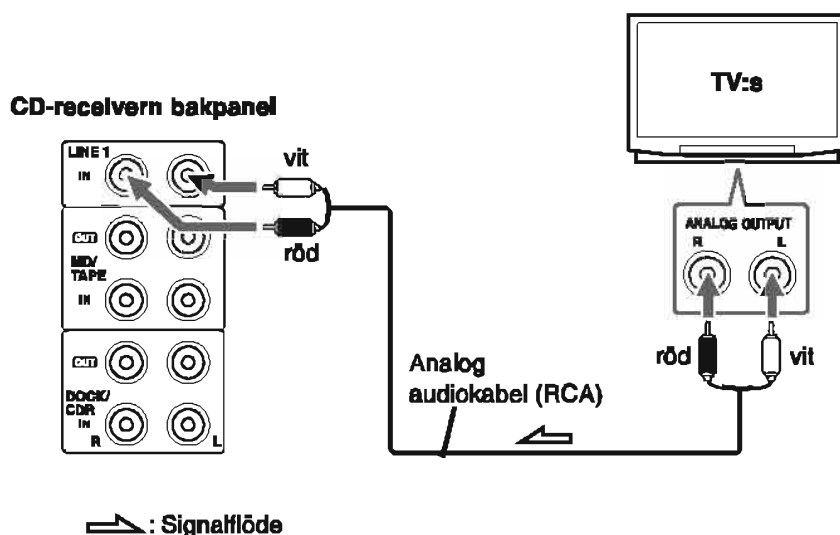 TV:s
CD-receivern bakpanel
LINE 1
IN
vit
röd
OUT
MD/
TAPE
IN
OUT
DOCK/
CDR
IN
R
L
ANALOG OUTPUT
R
L
röd
vit
Analog
audiokabel (RCA)
: Signalflöde